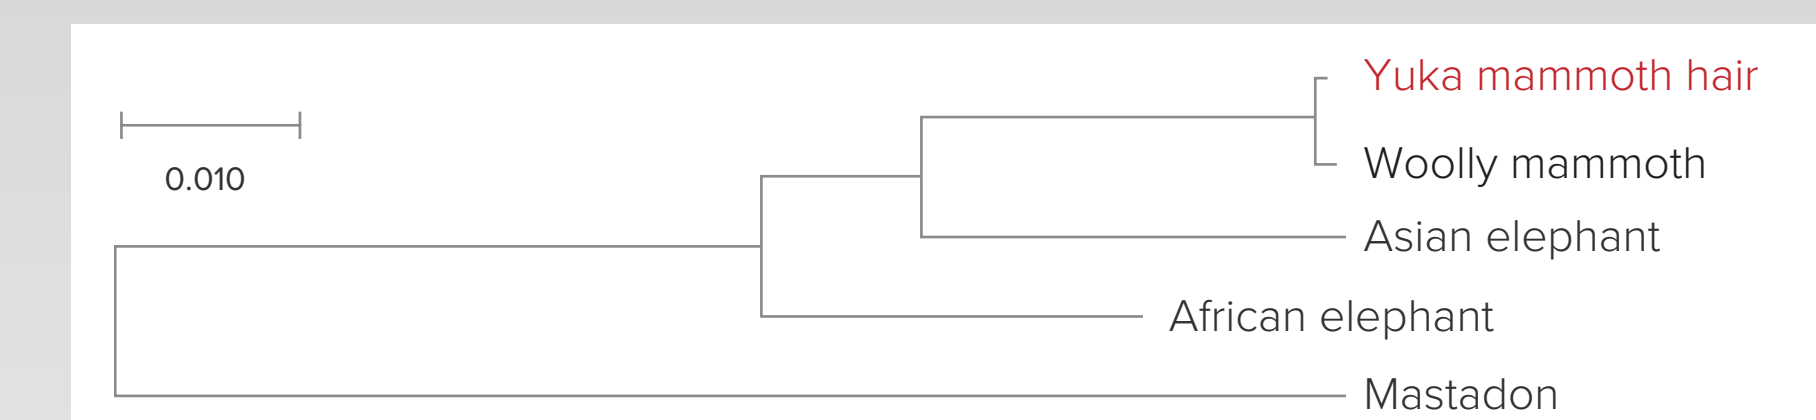 Yuka mammoth hair
0.010
Woolly mammoth
Asian elephant
African elephant
Mastadon